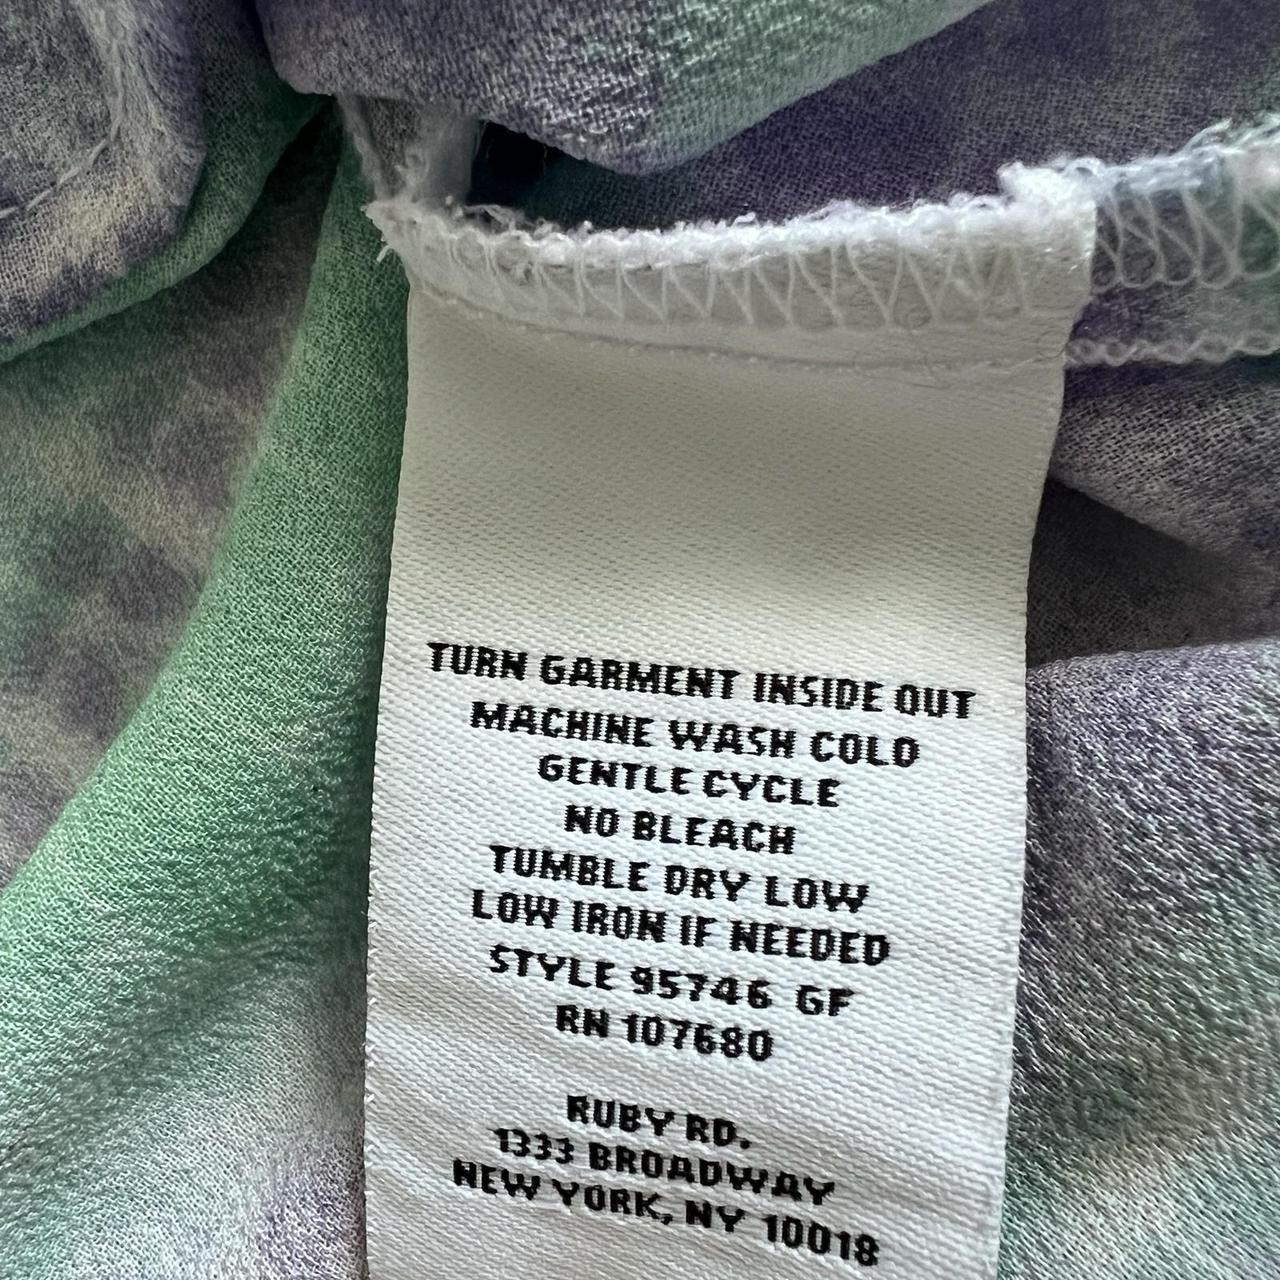 TURN GARMENT INSIDE OUT
MACHINE WASH COLD
GENTLE CYCLE
NO BLEACH
TUMBLE DRY LOW
LOW IRON IF NEEDED
STYLE 95746 GF
RN 107680
RUBY RD.
1333 BROADWAY
NEW YORK, NY 10018